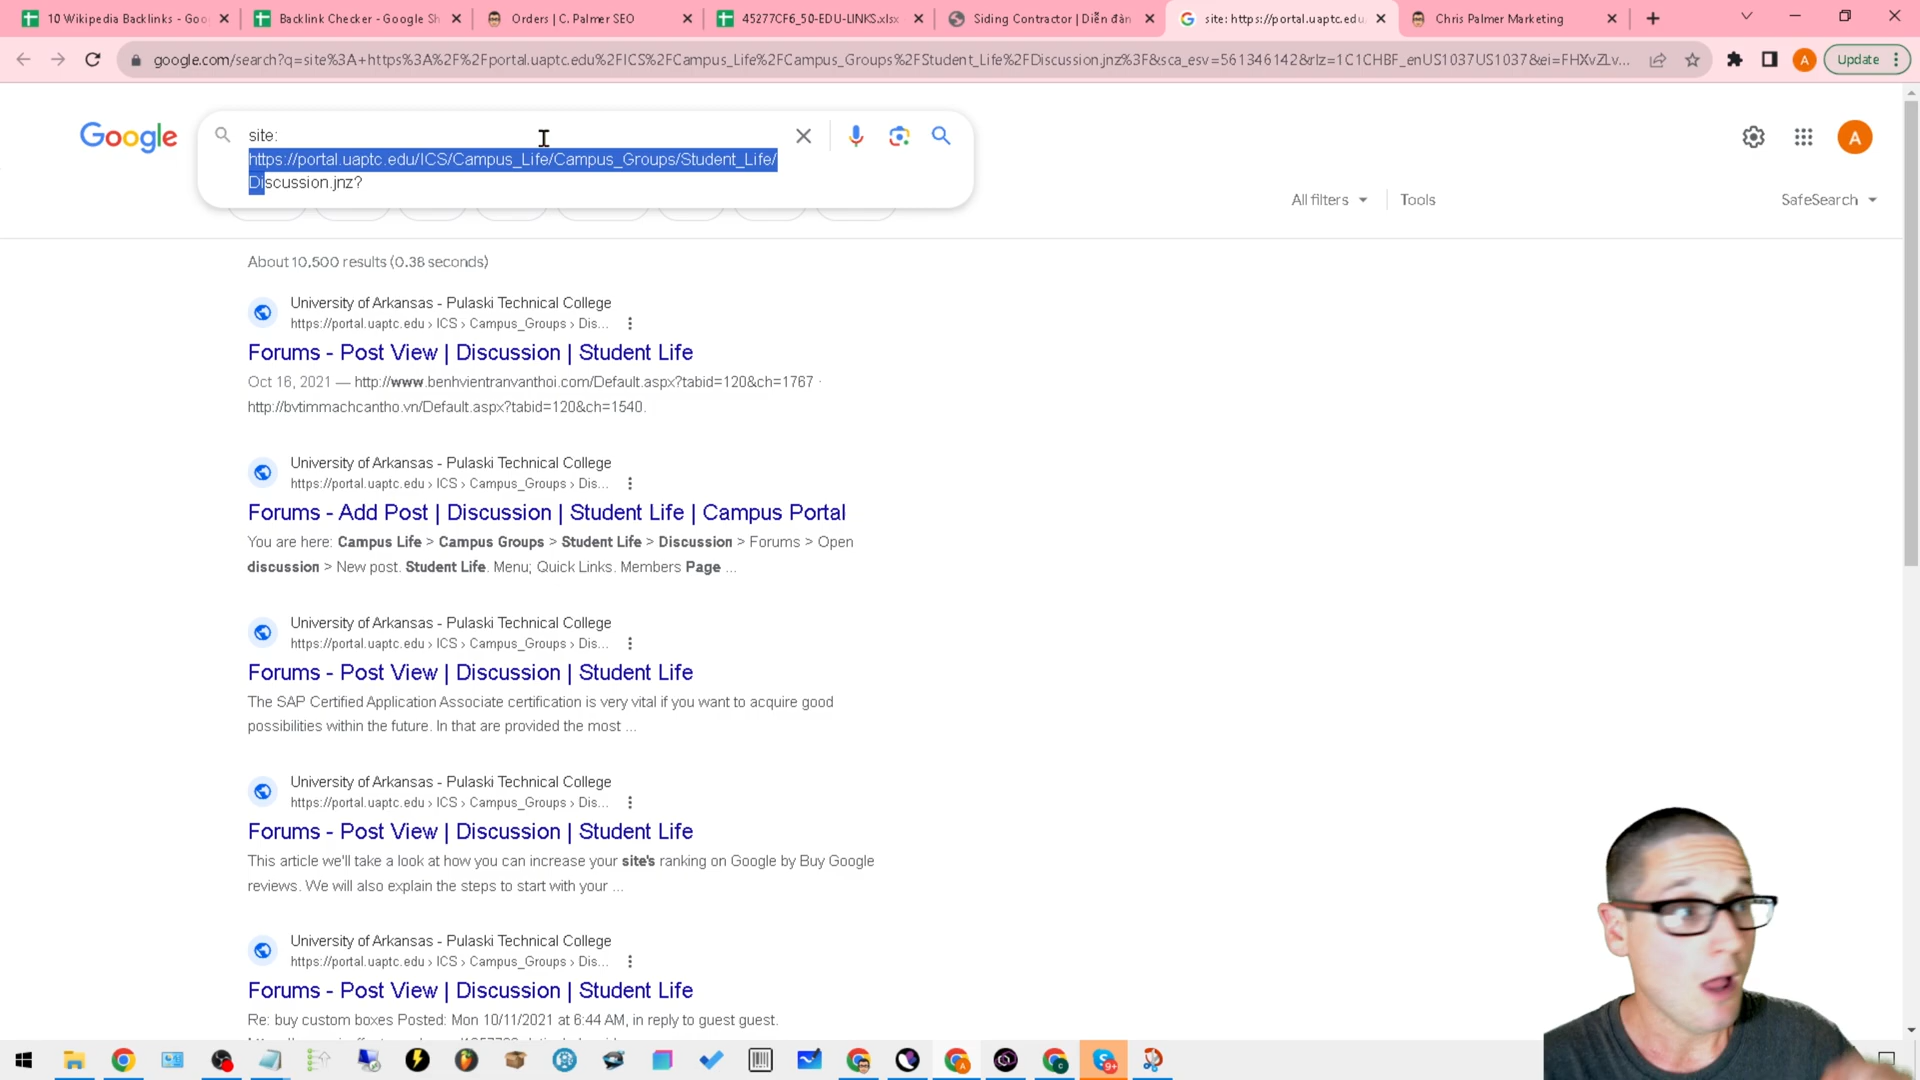 10 Wikipedia Backlinks - Goo
Backlink Checker - Google Sh
Orders | C. Palmer SEO
45277CF6_50-EDU-LINKS.xlsx
Siding Contractor | Diễn đàn
site: https://portal.uaptc.edu
Chris Palmer Marketing
google.com/search?q=site%3A+https%3A%2F%2Fportal.uaptc.edu%2FICS%2FCampus_Life%2FCampus_Groups%2FStudent_Life%2FDiscussion.jnz%3F&sca_esv=561346142&rlz=1C1CHBF_enUS1037US1037&ei=FHXvZLv...
A
Update
Google
site:
https://portal.uaptc.edu/ICS/Campus_Life/Campus_Groups/Student_Life/
Discussion.jnz?
A
All filters
Tools
SafeSearch
About 10,500 results (0.38 seconds)
University of Arkansas - Pulaski Technical College
https://portal.uaptc.edu › ICS › Campus_Groups › Dis...
Forums - Post View | Discussion | Student Life
Oct 16, 2021 — http://www.benhvientranvanthoi.com/Default.aspx?tabid=120&ch=1767 ·
http://bvtimmachcantho.vn/Default.aspx?tabid=120&ch=1540.
University of Arkansas - Pulaski Technical College
https://portal.uaptc.edu › ICS › Campus_Groups › Dis...
Forums - Add Post | Discussion | Student Life | Campus Portal
You are here: Campus Life > Campus Groups > Student Life > Discussion > Forums > Open
discussion > New post. Student Life. Menu; Quick Links. Members Page ...
University of Arkansas - Pulaski Technical College
https://portal.uaptc.edu › ICS › Campus_Groups › Dis...
Forums - Post View | Discussion | Student Life
The SAP Certified Application Associate certification is very vital if you want to acquire good
possibilities within the future. In that are provided the most ...
University of Arkansas - Pulaski Technical College
https://portal.uaptc.edu › ICS › Campus_Groups › Dis...
Forums - Post View | Discussion | Student Life
This article we'll take a look at how you can increase your site's ranking on Google by Buy Google
reviews. We will also explain the steps to start with your ...
University of Arkansas - Pulaski Technical College
https://portal.uaptc.edu › ICS › Campus_Groups › Dis...
Forums - Post View | Discussion | Student Life
Re: buy custom boxes Posted: Mon 10/11/2021 at 6:44 AM, in reply to guest guest.